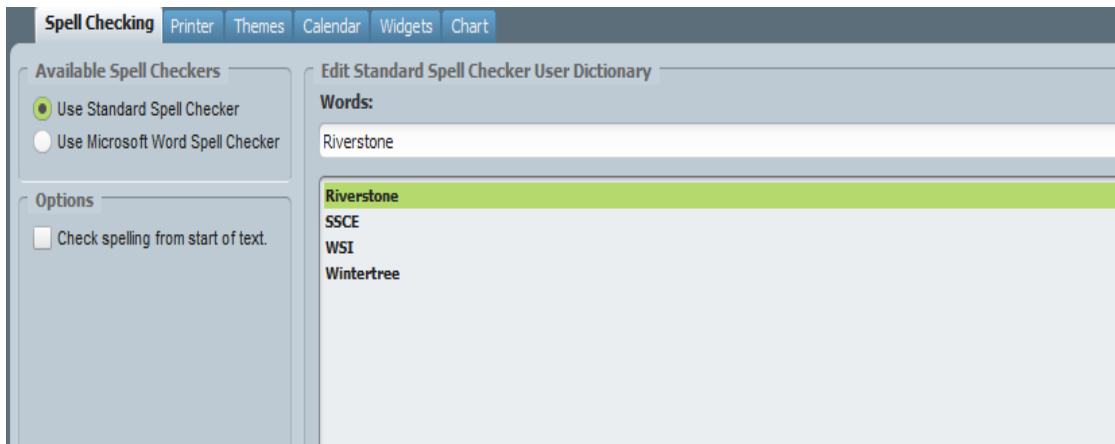 Spell Checking Printer Themes Calendar Widgets Chart
Available Spell Checkers
Use Standard Spell Checker
Use Microsoft Word Spell Checker
Options
Check spelling from start of text.
Edit Standard Spell Checker User Dictionary
Words:
Riverstone
Riverstone
SSCE
WSI
Wintertree